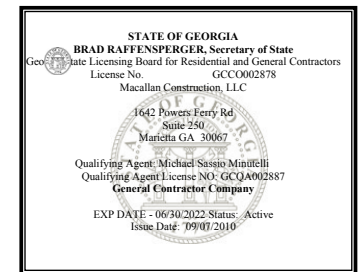 STATE OF GEORGIA
BRAD RAFFENSPERGER, Secretary of State
Geo tate Licensing Board for Residential and General Contractors
License No. GCCO002878
Macallan Construction, LLC
1642 Powers Ferry Rd
Suite 250
Marietta GA 30067
Qualifying Agent: Michael Sassio Minutelli
Qualifying Agent License NO: GCQA002887
General Contractor Company
EXP DATE - 06/30/2022 Status: Active
Issue Date: 09/07/2010